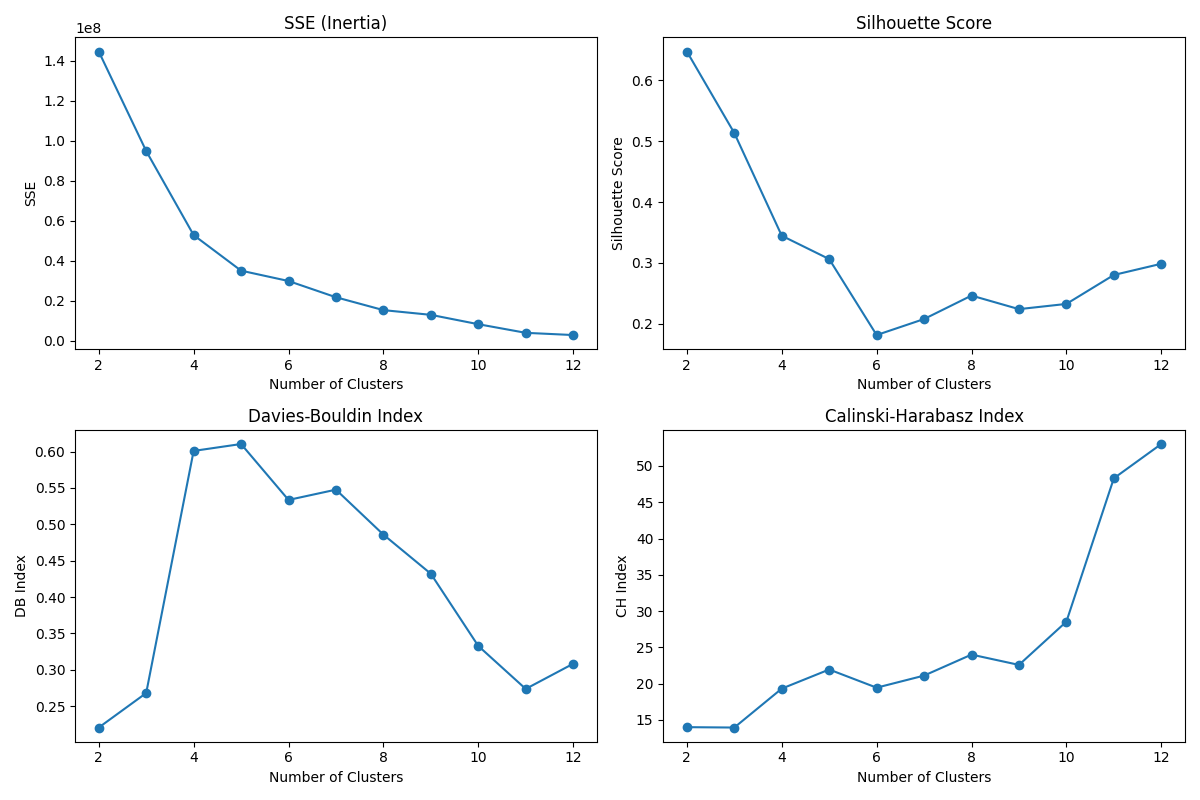 SSE (Inertia)
1e8
1.4
1.2
1.0
0.8
0.6
0.4
0.2
0.0
SSE
2 4 6 8 10 12
Number of Clusters
Silhouette Score
0.6
0.5
0.4
0.3
0.2
Silhouette Score
2 4 6 8 10 12
Number of Clusters
Davies-Bouldin Index
0.60
0.55
0.50
0.45
0.40
0.35
0.30
0.25
DB Index
2 4 6 8 10 12
Number of Clusters
Calinski-Harabasz Index
50
45
40
35
30
25
20
15
CH Index
2 4 6 8 10 12
Number of Clusters